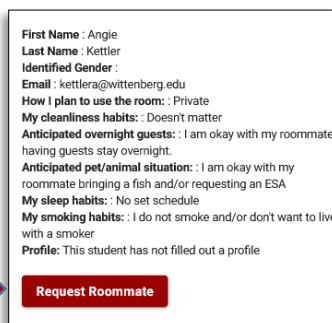 First Name : Angie
Last Name : Kettler
Identified Gender :
Email : kettlera@wittenberg.edu
How I plan to use the room: : Private
My cleanliness habits: : Doesn't matter
Anticipated overnight guests: : I am okay with my roommate
having guests stay overnight.
Anticipated pet/animal situation: : I am okay with my
roommate bringing a fish and/or requesting an ESA
My sleep habits: : No set schedule
My smoking habits: : I do not smoke and/or don't want to live
with a smoker
Profile: This student has not filled out a profile
Request Roommate